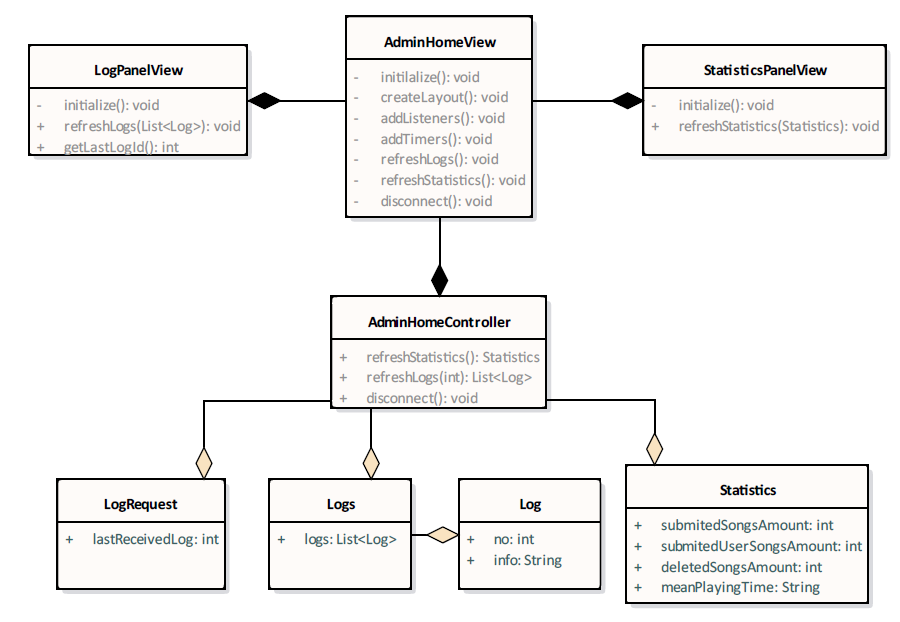 LogPanelView
- initialize(): void
+ refreshLogs(List<Log>): void
+ getLastLogId(): int
AdminHomeView
- initilalize(): void
- createLayout(): void
- addListeners(): void
- addTimers(): void
- refreshLogs(): void
- refreshStatistics(): void
- disconnect(): void
StatisticsPanelView
- initialize(): void
+ refreshStatistics(Statistics): void
AdminHomeController
+ refreshStatistics(): Statistics
+ refreshLogs(int): List<Log>
+ disconnect(): void
LogRequest
+ lastReceivedLog: int
Logs
+ logs: List<Log>
Log
+ no: int
+ info: String
Statistics
+ submitedSongsAmount: int
+ submitedUserSongsAmount: int
+ deletedSongsAmount: int
+ meanPlayingTime: String